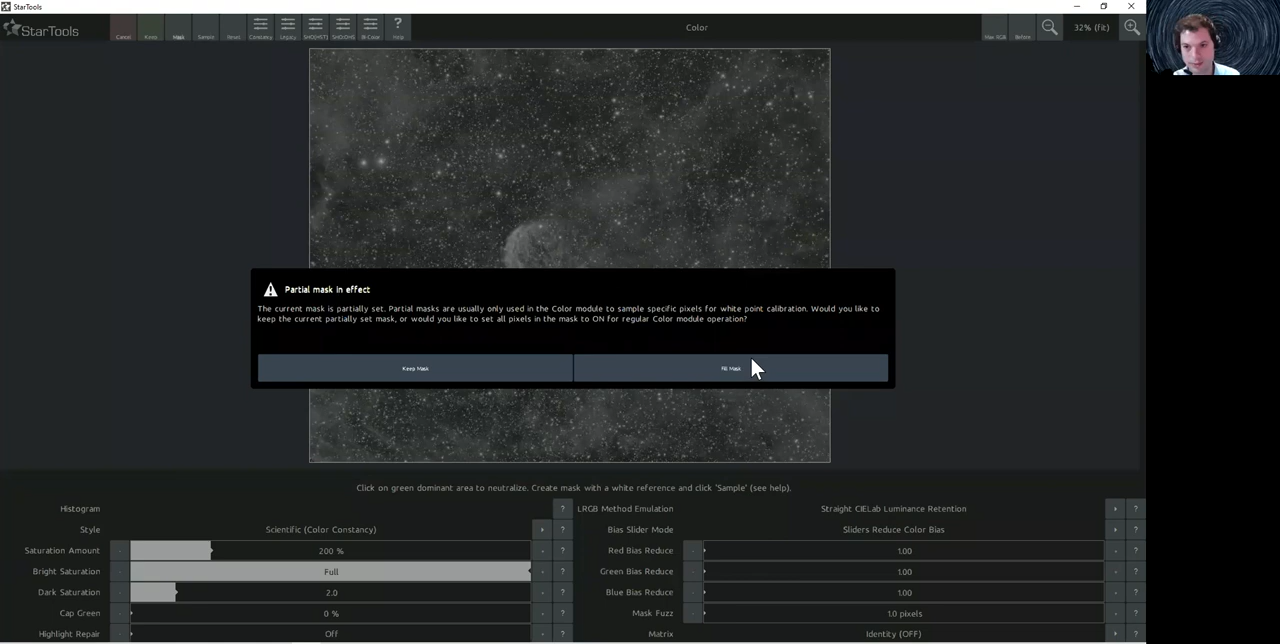 StarTools
StarTools
Cancel
Keep
Mask
Sample
Reset
Constancy
Legacy
SHO(HST)
SHO:OHS
Bi-Color
?
Help
Color
Max RGB
Before
32% (fit)
Partial mask in effect
The current mask is partially set. Partial masks are usually only used in the Color module to sample specific pixels for white point calibration. Would you like to
keep the current partially set mask, or would you like to set all pixels in the mask to ON for regular Color module operation?
Keep Mask
Fill Mask
Click on green dominant area to neutralize. Create mask with a white reference and click 'Sample' (see help).
Histogram
?
Style
Scientific (Color Constancy)
?
Saturation Amount
-
200 %
?
Bright Saturation
-
Full
?
Dark Saturation
-
2.0
?
Cap Green
-
0 %
?
Highlight Repair
-
Off
?
LRGB Method Emulation
Straight CIELab Luminance Retention
?
Bias Slider Mode
Sliders Reduce Color Bias
?
Red Bias Reduce
-
1.00
?
Green Bias Reduce
-
1.00
?
Blue Bias Reduce
-
1.00
?
Mask Fuzz
-
1.0 pixels
?
Matrix
Identity (OFF)
?